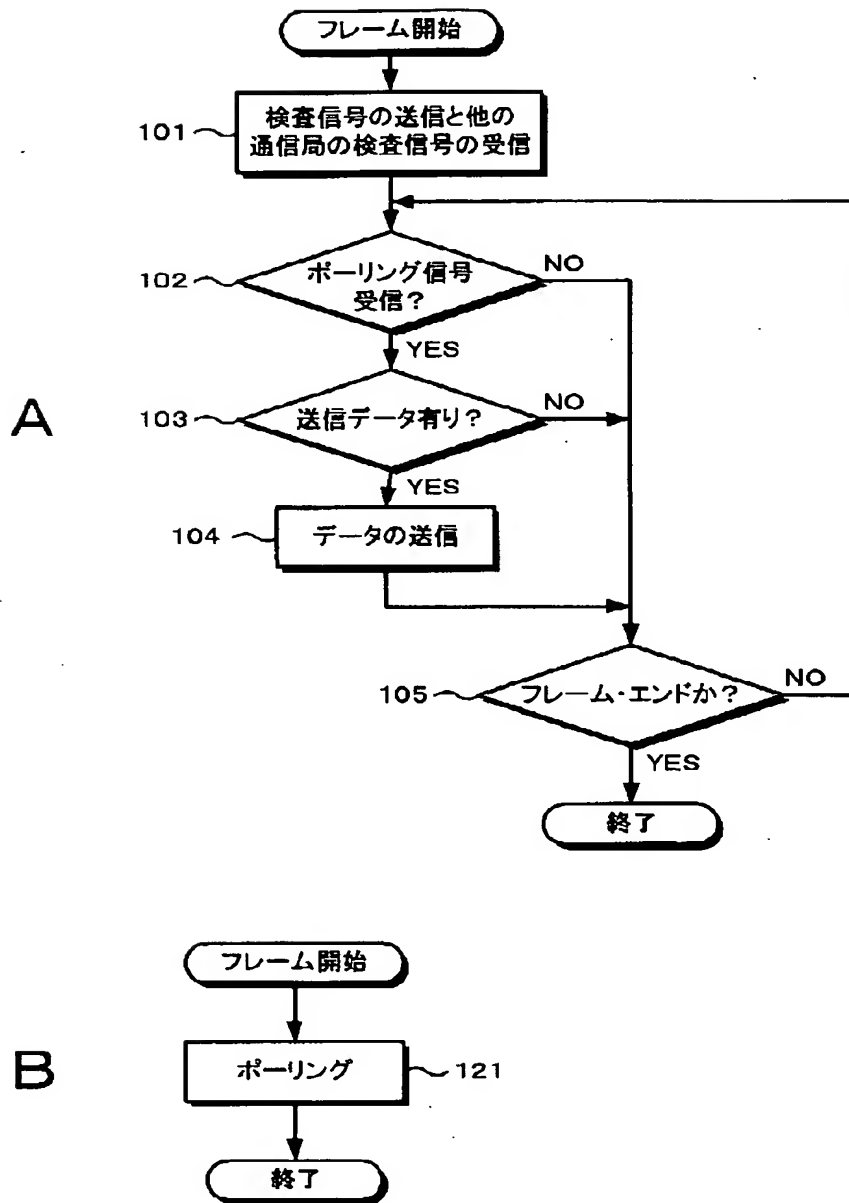 フレーム開始
101
検査信号の送信と他の
通信局の検査信号の受信
102
ポーリング信号
受信?
NO
YES
A
103
送信データ有り?
NO
YES
104
データの送信
105
フレーム・エンドか?
NO
YES
終了
フレーム開始
B
ポーリング
121
終了